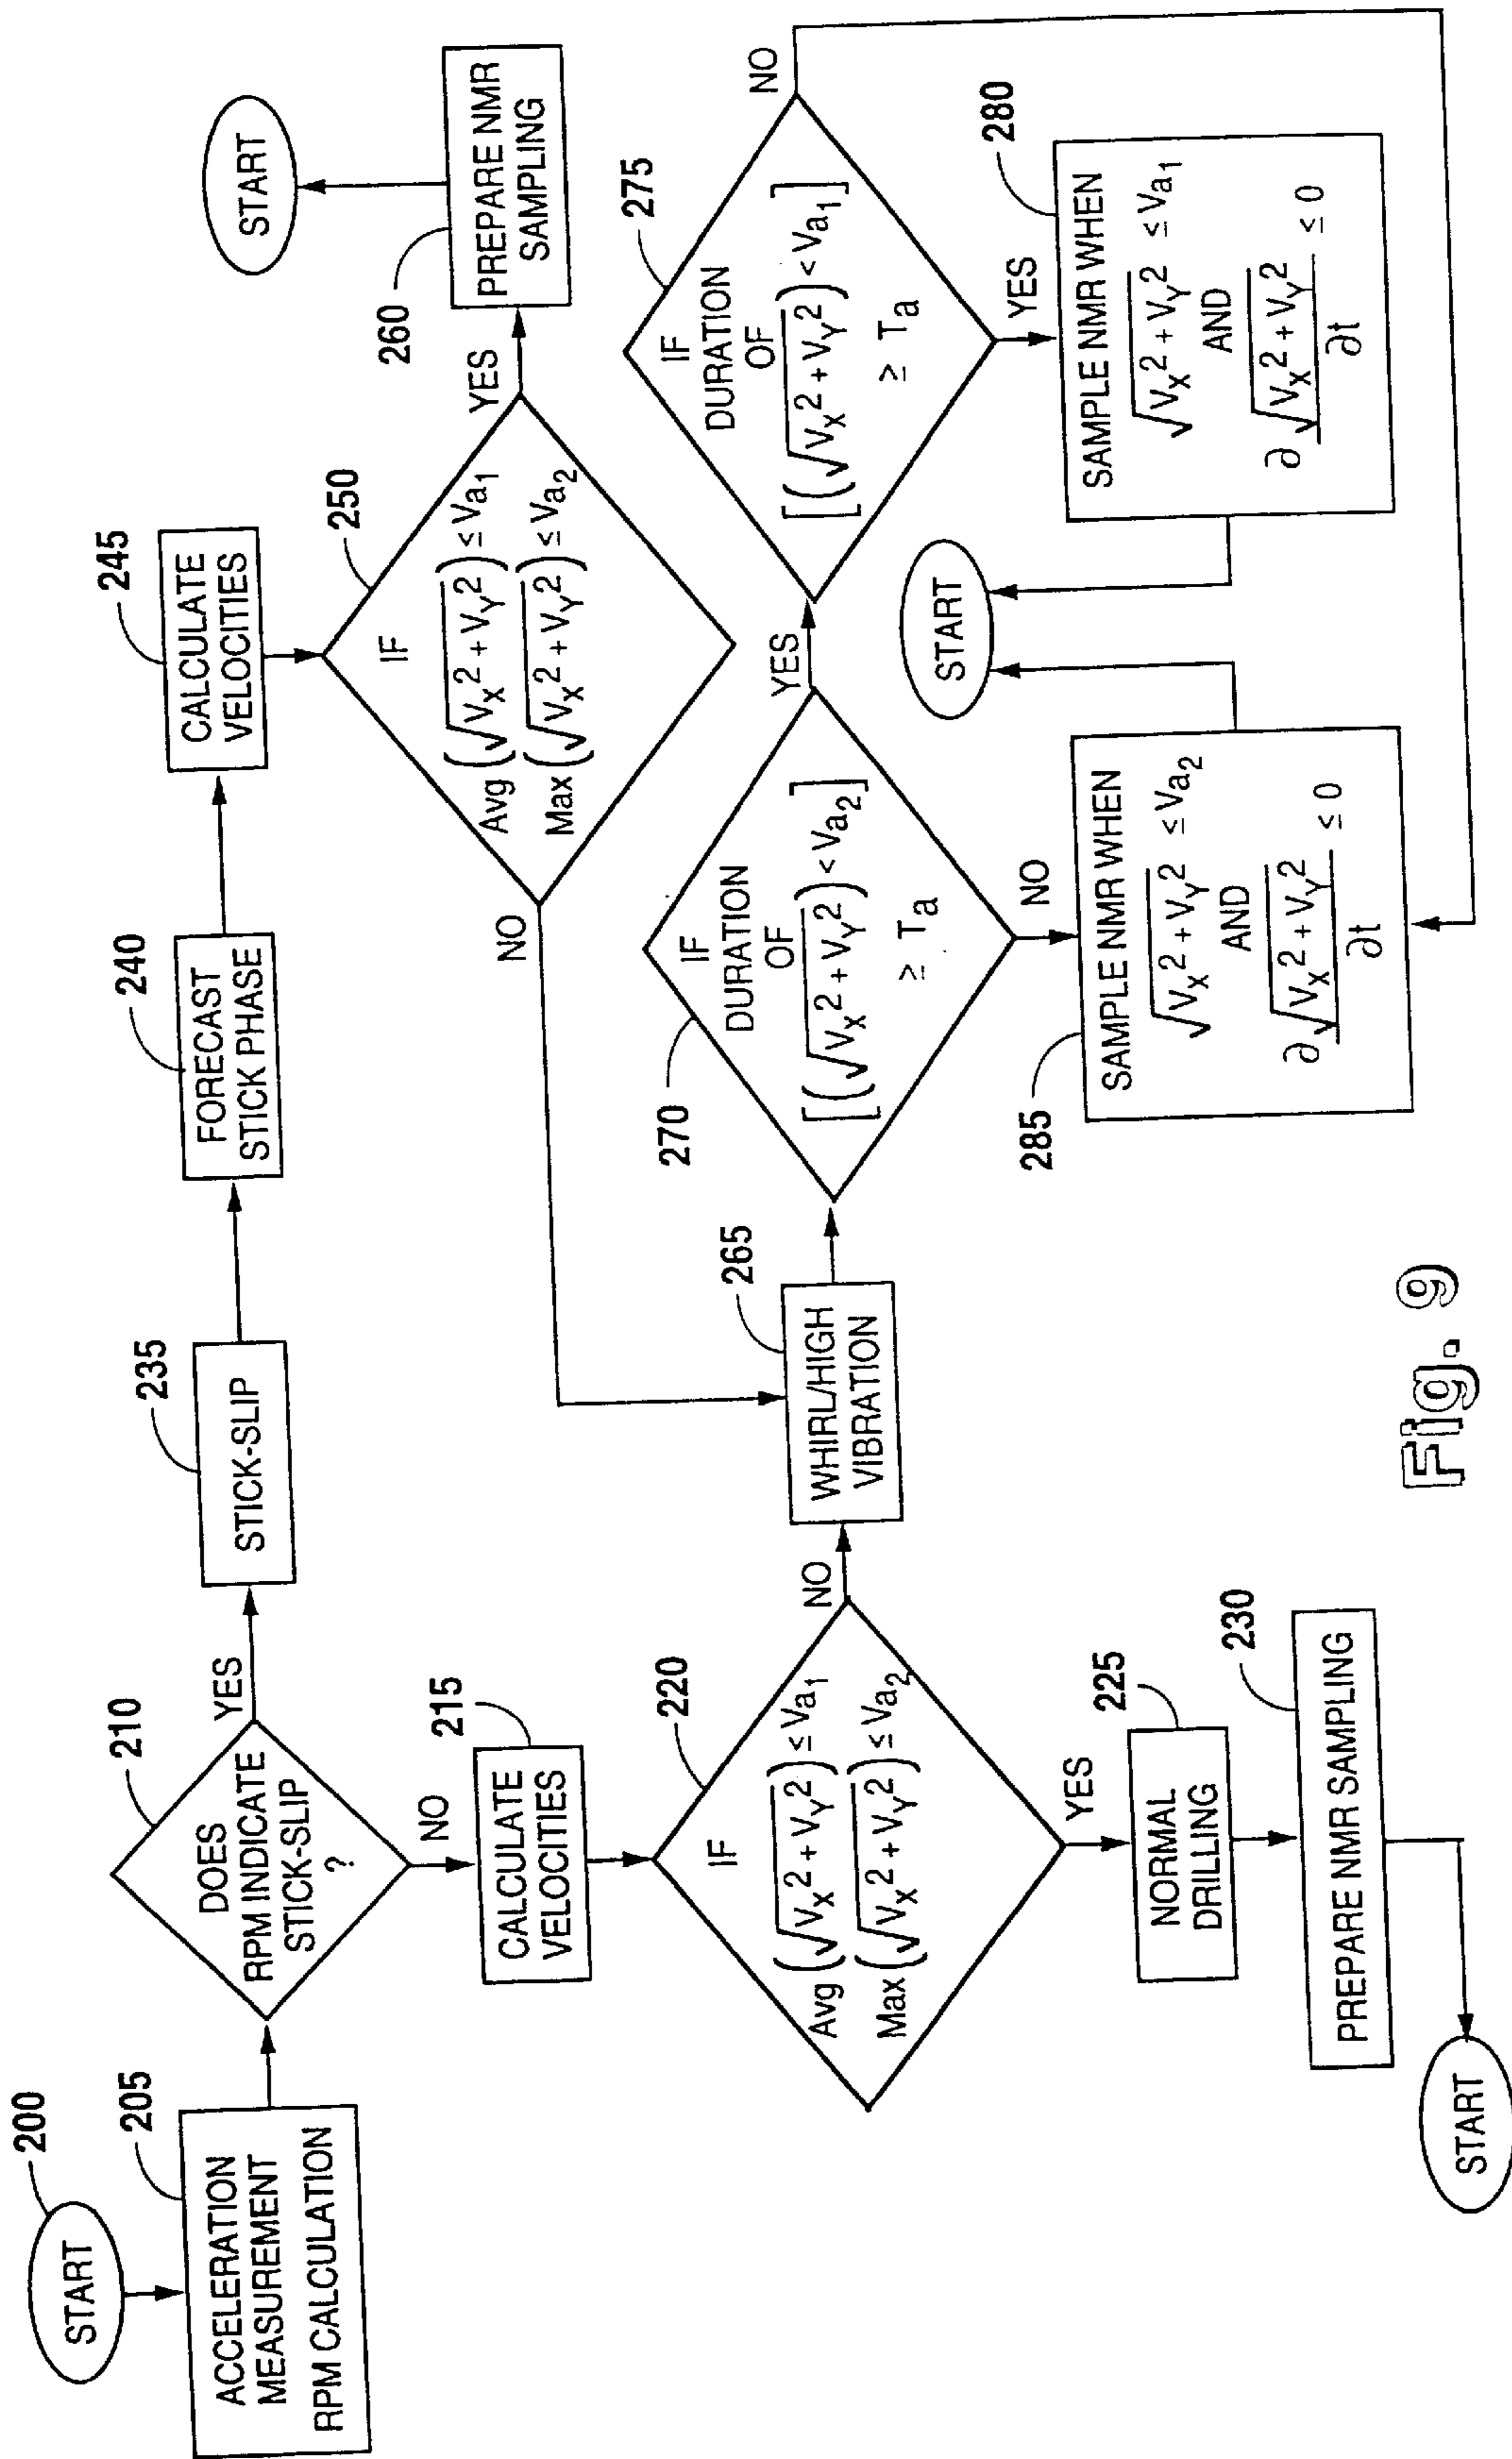 200
START
205
ACCELERATION
MEASUREMENT
RPM CALCULATION
210
DOES
RPM INDICATE
STICK-SLIP
?
YES
NO
235
STICK-SLIP
240
FORECAST
STICK PHASE
245
CALCULATE
VELOCITIES
250
IF
Avg (√Vx² + Vy²) ≤ Va₁
Max (√Vx² + Vy²) ≤ Va₂
YES
NO
260
PREPARE NMR
SAMPLING
START
215
CALCULATE
VELOCITIES
220
IF
Avg (√Vx² + Vy²) ≤ Va₁
Max (√Vx² + Vy²) ≤ Va₂
NO
YES
225
NORMAL
DRILLING
230
PREPARE NMR SAMPLING
START
265
WHIRL/HIGH
VIBRATION
270
IF
DURATION
OF
[(√Vx² + Vy²) < Va₂]
≥ Ta
YES
NO
275
IF
DURATION
OF
[(√Vx² + Vy²) < Va₁]
≥ Ta
NO
YES
285
SAMPLE NMR WHEN
√Vx² + Vy² ≤ Va₂
AND
∂√Vx² + Vy² / ∂t ≤ 0
START
280
SAMPLE NMR WHEN
√Vx² + Vy² ≤ Va₁
AND
∂√Vx² + Vy² / ∂t ≤ 0
Fig. 9